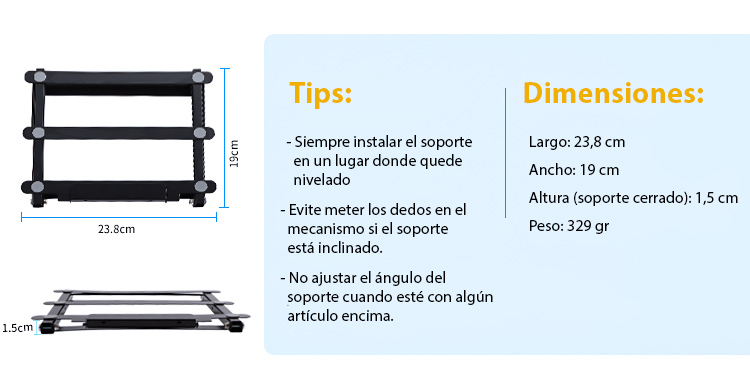 19cm
23.8cm
1.5cm
Tips:
- Siempre instalar el soporte
en un lugar donde quede
nivelado
- Evite meter los dedos en el
mecanismo si el soporte
está inclinado.
- No ajustar el ángulo del
soporte cuando esté con algún
artículo encima.
Dimensiones:
Largo: 23,8 cm
Ancho: 19 cm
Altura (soporte cerrado): 1,5 cm
Peso: 329 gr